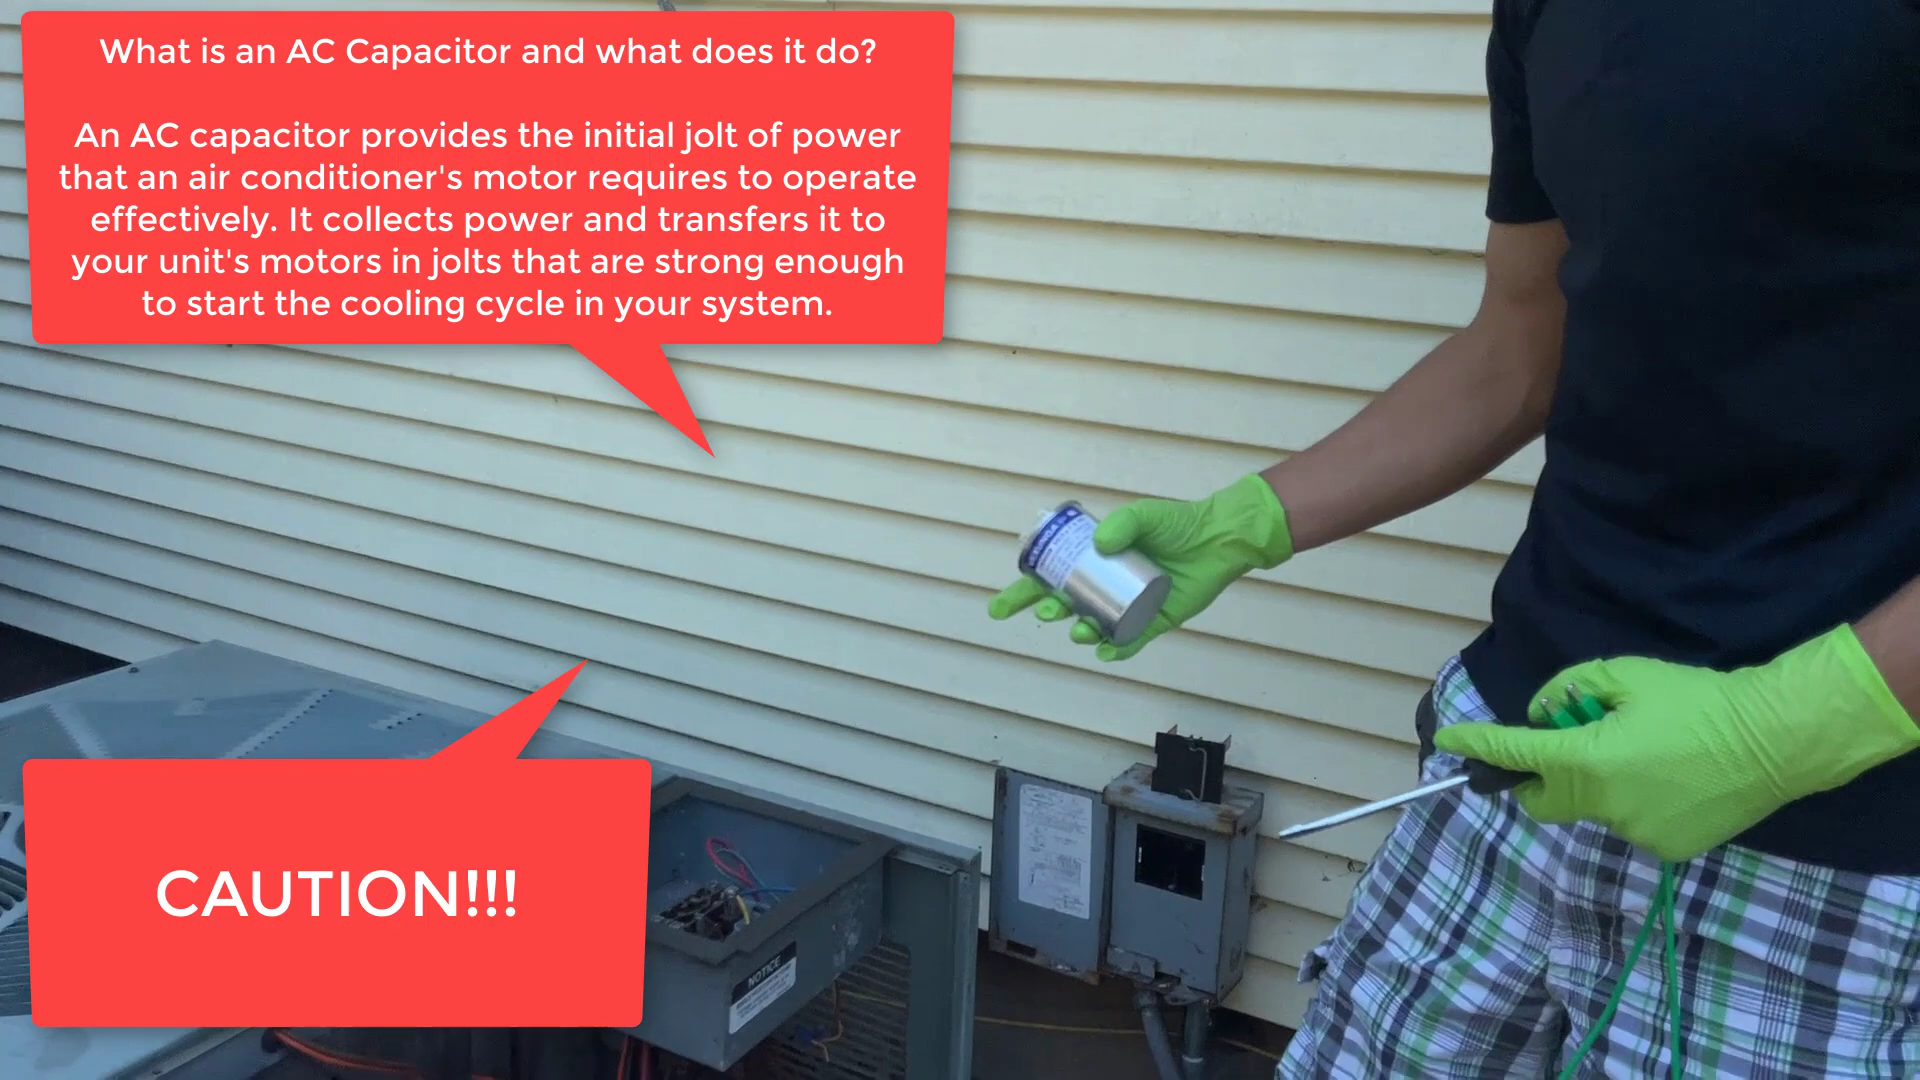 What is an AC Capacitor and what does it do?
An AC capacitor provides the initial jolt of power
that an air conditioner's motor requires to operate
effectively. It collects power and transfers it to
your unit's motors in jolts that are strong enough
to start the cooling cycle in your system.
CAUTION!!!
NOTICE